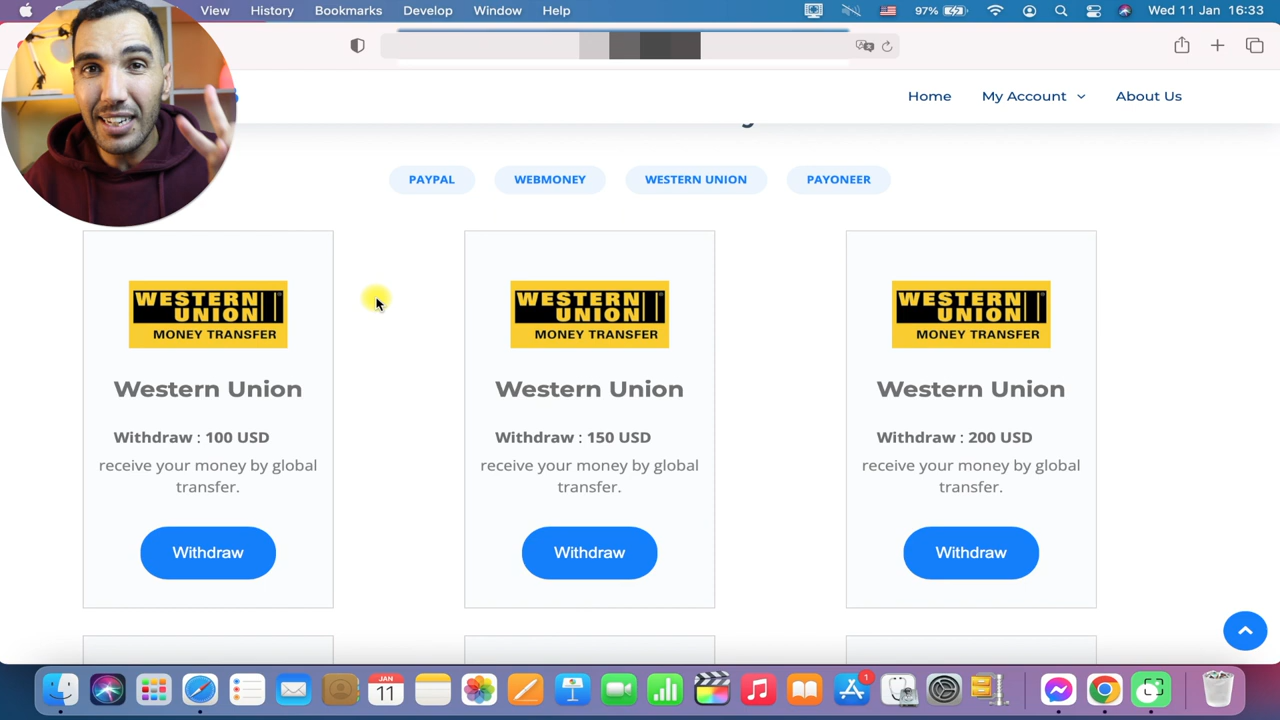 View History Bookmarks Develop Window Help 97% Wed 11 Jan 16:33
Home My Account About Us
PAYPAL WEBMONEY WESTERN UNION PAYONEER
WESTERN UNION MONEY TRANSFER
Western Union
Withdraw : 100 USD
receive your money by global
transfer.
Withdraw
WESTERN UNION MONEY TRANSFER
Western Union
Withdraw : 150 USD
receive your money by global
transfer.
Withdraw
WESTERN UNION MONEY TRANSFER
Western Union
Withdraw : 200 USD
receive your money by global
transfer.
Withdraw
JAN
11
1